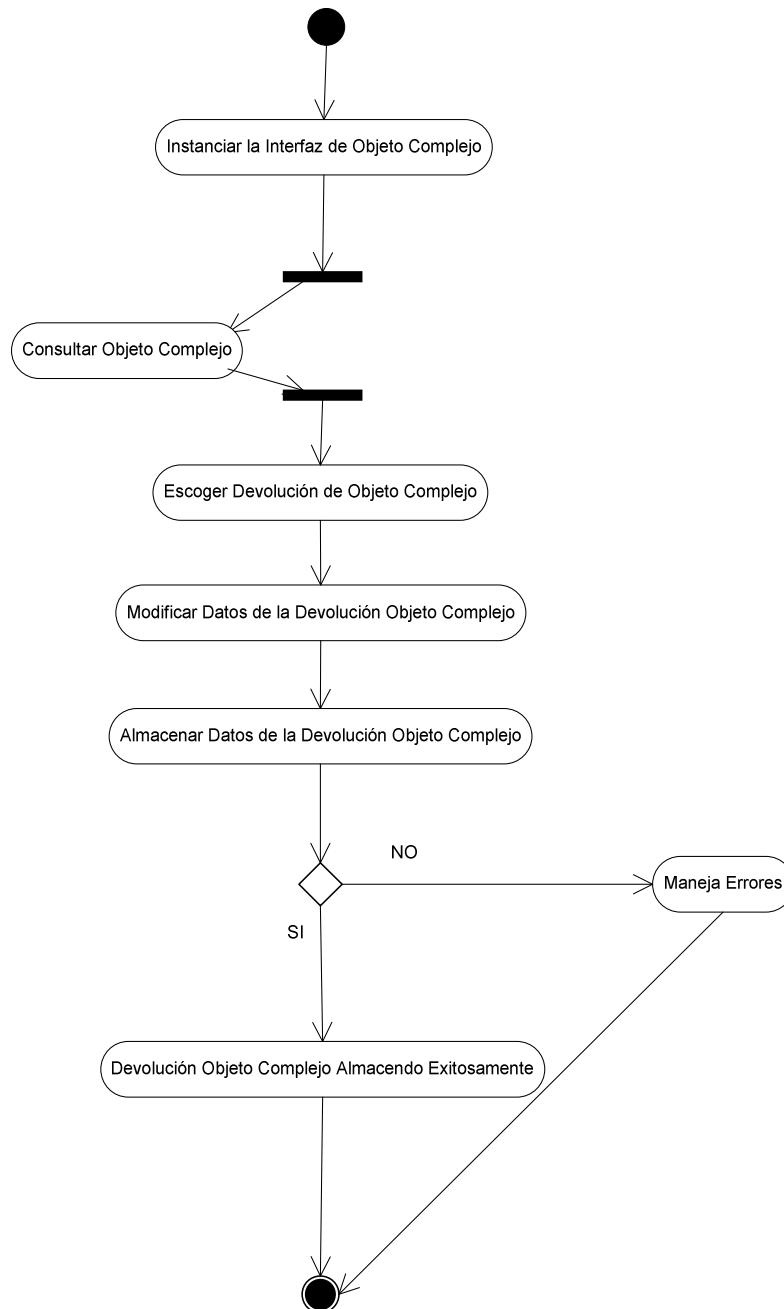 Instanciar la Interfaz de Objeto Complejo
Consultar Objeto Complejo
Escoger Devolución de Objeto Complejo
Modificar Datos de la Devolución Objeto Complejo
Almacenar Datos de la Devolución Objeto Complejo
NO
Maneja Errores
SI
Devolución Objeto Complejo Almacendo Exitosamente